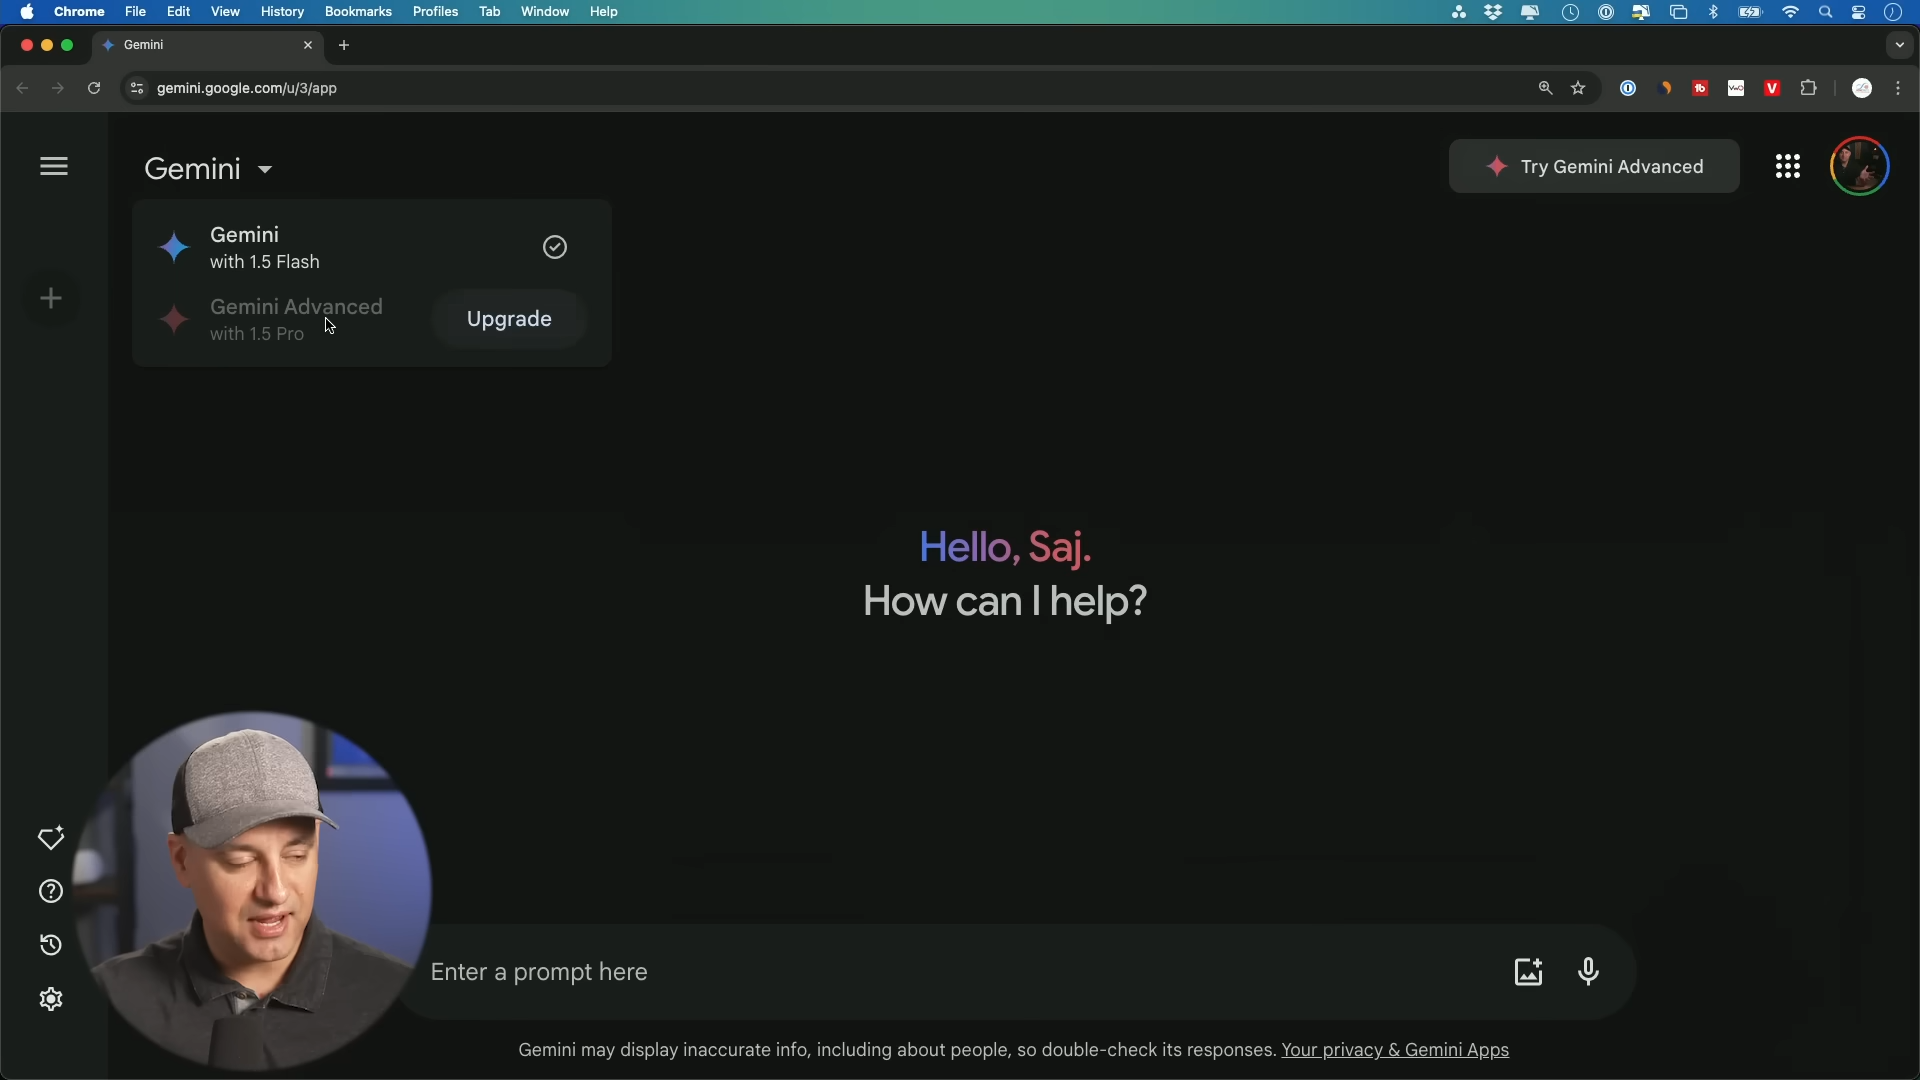 Chrome File Edit View History Bookmarks Profiles Tab Window Help
Gemini
gemini.google.com/u/3/app
Gemini
Try Gemini Advanced
Gemini
with 1.5 Flash
Gemini Advanced
with 1.5 Pro
Upgrade
Hello, Saj.
How can I help?
Enter a prompt here
Gemini may display inaccurate info, including about people, so double-check its responses. Your privacy & Gemini Apps